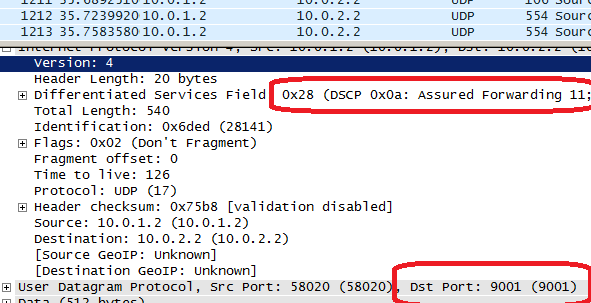 1211 35.6892510 10.0.1.2 10.0.2.2 UDP 166 Sourc
1212 35.7239920 10.0.1.2 10.0.2.2 UDP 554 Sourc
1213 35.7583580 10.0.1.2 10.0.2.2 UDP 554 Sourc
Internet Protocol Version 4, Src: 10.0.1.2 (10.0.1.2), Dst: 10.0.2.2 (10
Version: 4
Header Length: 20 bytes
Differentiated Services Field 0x28 (DSCP 0x0a: Assured Forwarding 11;
Total Length: 540
Identification: 0x6ded (28141)
Flags: 0x02 (Don't Fragment)
Fragment offset: 0
Time to live: 126
Protocol: UDP (17)
Header checksum: 0x75b8 [validation disabled]
Source: 10.0.1.2 (10.0.1.2)
Destination: 10.0.2.2 (10.0.2.2)
[Source GeoIP: Unknown]
[Destination GeoIP: Unknown]
User Datagram Protocol, Src Port: 58020 (58020), Dst Port: 9001 (9001)
Data (512 bytes)